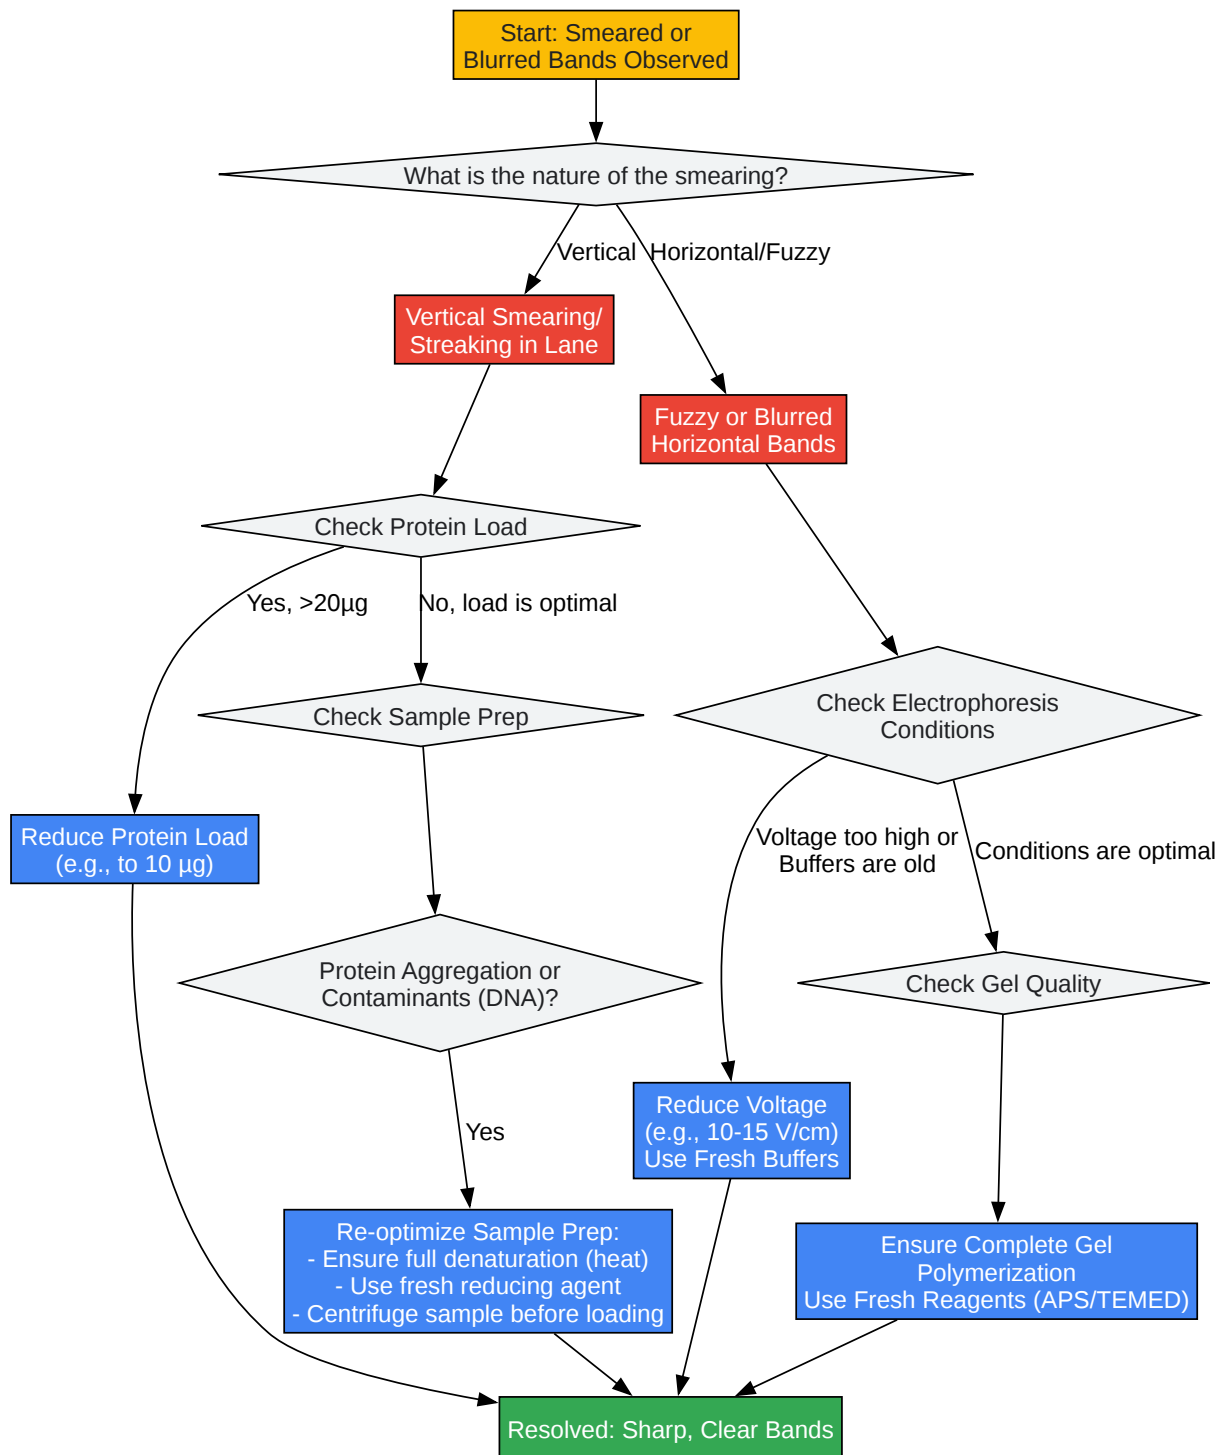 Start: Smeared or
Blurred Bands Observed
What is the nature of the smearing?
Vertical
Horizontal/Fuzzy
Vertical Smearing/
Streaking in Lane
Fuzzy or Blurred
Horizontal Bands
Check Protein Load
Yes, >20µg
No, load is optimal
Check Sample Prep
Check Electrophoresis
Conditions
Reduce Protein Load
(e.g., to 10 µg)
Voltage too high or
Buffers are old
Conditions are optimal
Protein Aggregation or
Contaminants (DNA)?
Check Gel Quality
Yes
Reduce Voltage
(e.g., 10-15 V/cm)
Use Fresh Buffers
Re-optimize Sample Prep:
- Ensure full denaturation (heat)
- Use fresh reducing agent
- Centrifuge sample before loading
Ensure Complete Gel
Polymerization
Use Fresh Reagents (APS/TEMED)
Resolved: Sharp, Clear Bands